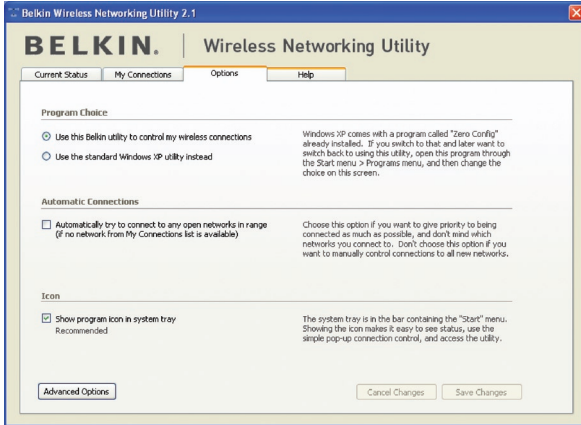 Belkin Wireless Networking Utility 2.1
BELKIN. | Wireless Networking Utility
Current Status My Connections Options Help
Program Choice
Use this Belkin utility to control my wireless connections
Use the standard Windows XP utility instead
Windows XP comes with a program called "Zero Config"
already installed. If you switch to that and later want to
switch back to using this utility, open this program through
the Start menu > Programs menu, and then change the
choice on this screen.
Automatic Connections
Automatically try to connect to any open networks in range
(if no network from My Connections list is available)
Choose this option if you want to give priority to being
connected as much as possible, and don't mind which
networks you connect to. Don't choose this option if you
want to manually control connections to all new networks.
Icon
Show program icon in system tray
Recommended
The system tray is in the bar containing the "Start" menu.
Showing the icon makes it easy to see status, use the
simple pop-up connection control, and access the utility.
Advanced Options Cancel Changes Save Changes